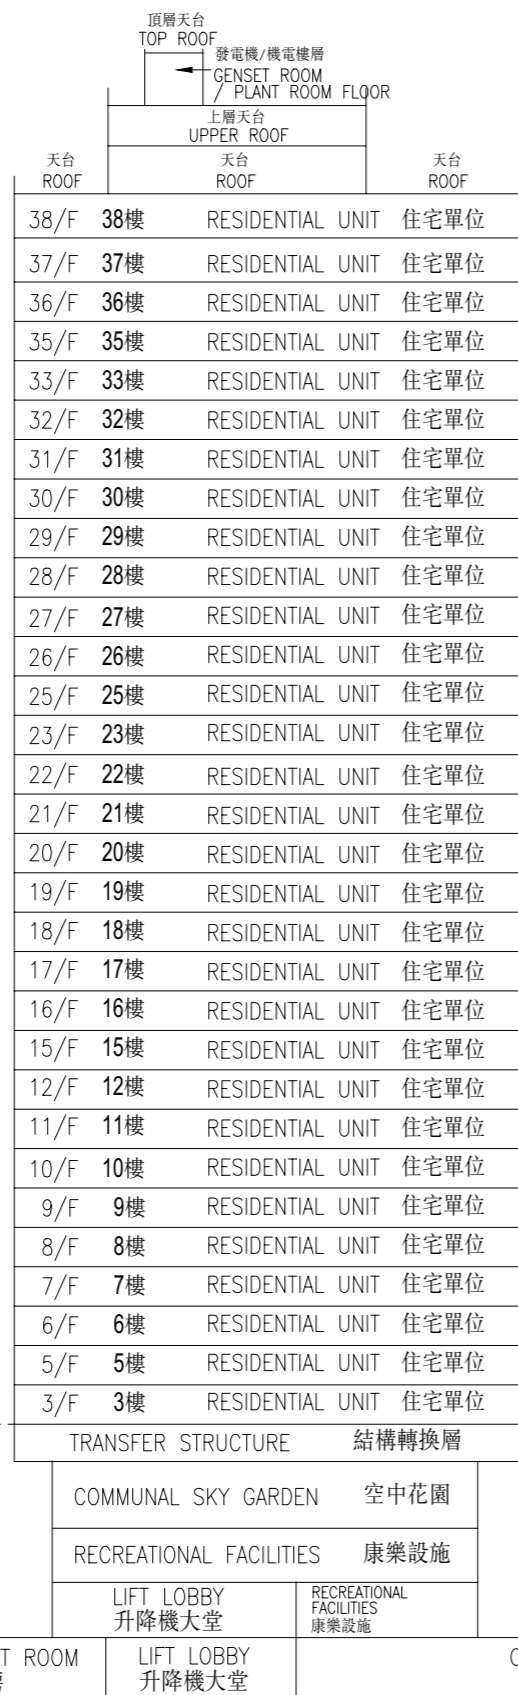 頂層天台
TOP ROOF
發電機/機電樓層
GENSET ROOM
/ PLANT ROOM FLOOR
上層天台
UPPER ROOF
天台 天台 天台
ROOF ROOF ROOF
38/F 38樓 RESIDENTIAL UNIT 住宅單位
37/F 37樓 RESIDENTIAL UNIT 住宅單位
36/F 36樓 RESIDENTIAL UNIT 住宅單位
35/F 35樓 RESIDENTIAL UNIT 住宅單位
33/F 33樓 RESIDENTIAL UNIT 住宅單位
32/F 32樓 RESIDENTIAL UNIT 住宅單位
31/F 31樓 RESIDENTIAL UNIT 住宅單位
30/F 30樓 RESIDENTIAL UNIT 住宅單位
29/F 29樓 RESIDENTIAL UNIT 住宅單位
28/F 28樓 RESIDENTIAL UNIT 住宅單位
27/F 27樓 RESIDENTIAL UNIT 住宅單位
26/F 26樓 RESIDENTIAL UNIT 住宅單位
25/F 25樓 RESIDENTIAL UNIT 住宅單位
23/F 23樓 RESIDENTIAL UNIT 住宅單位
22/F 22樓 RESIDENTIAL UNIT 住宅單位
21/F 21樓 RESIDENTIAL UNIT 住宅單位
20/F 20樓 RESIDENTIAL UNIT 住宅單位
19/F 19樓 RESIDENTIAL UNIT 住宅單位
18/F 18樓 RESIDENTIAL UNIT 住宅單位
17/F 17樓 RESIDENTIAL UNIT 住宅單位
16/F 16樓 RESIDENTIAL UNIT 住宅單位
15/F 15樓 RESIDENTIAL UNIT 住宅單位
12/F 12樓 RESIDENTIAL UNIT 住宅單位
11/F 11樓 RESIDENTIAL UNIT 住宅單位
10/F 10樓 RESIDENTIAL UNIT 住宅單位
9/F 9樓 RESIDENTIAL UNIT 住宅單位
8/F 8樓 RESIDENTIAL UNIT 住宅單位
7/F 7樓 RESIDENTIAL UNIT 住宅單位
6/F 6樓 RESIDENTIAL UNIT 住宅單位
5/F 5樓 RESIDENTIAL UNIT 住宅單位
3/F 3樓 RESIDENTIAL UNIT 住宅單位
TRANSFER STRUCTURE 結構轉換層
COMMUNAL SKY GARDEN 空中花園
RECREATIONAL FACILITIES 康樂設施
LIFT LOBBY
升降機大堂
RECREATIONAL
FACILITIES
康樂設施
T ROOM LIFT LOBBY
升降機大堂